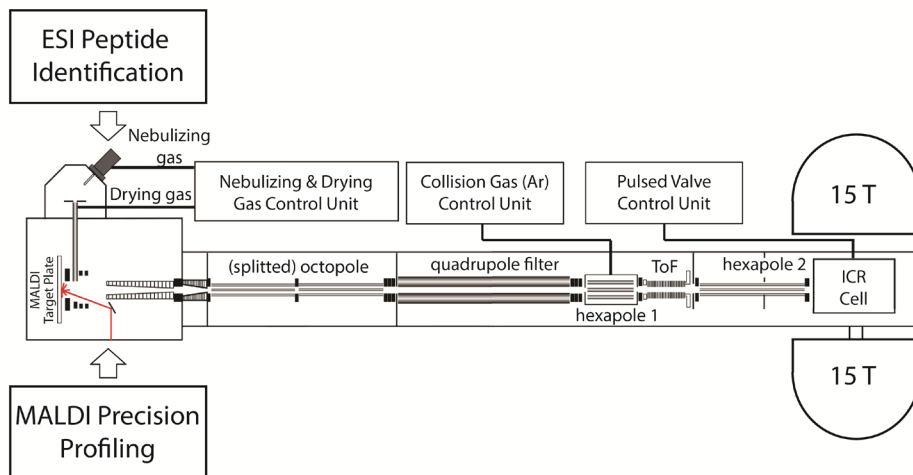 ESI Peptide
Identification
Nebulizing
gas
Drying gas
Nebulizing & Drying
Gas Control Unit
Collision Gas (Ar)
Control Unit
Pulsed Valve
Control Unit
15 T
MALDI
Target Plate
(splitted) octopole
quadrupole filter
hexapole 1
ToF
hexapole 2
ICR
Cell
15 T
MALDI Precision
Profiling